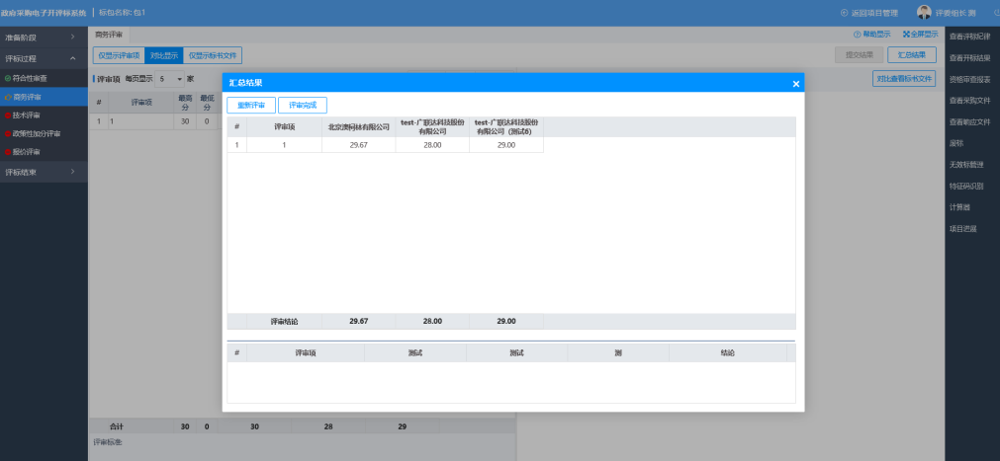 政府采购电子开评标系统 标包名称: 包1 返回项目管理 评委组长 测
准备阶段
评标过程
符合性审查
商务评审
技术评审
政策性加分评审
报价评审
评标结束
商务评审 帮助显示 全屏显示
仅显示评审项 对比显示 仅显示标书文件 提交结果 汇总结果
评审项 每页显示 5 家 对比查看标书文件
# 评审项 最高分 最低分
1 1 30 0
合计 30 0 30 28 29
评审标准:
汇总结果
重新评审 评审完成
# 评审项 北京澳柯林有限公司 test-广联达科技股份有限公司 test-广联达科技股份有限公司 (测试6)
1 1 29.67 28.00 29.00
评审结论 29.67 28.00 29.00
# 评审项 测试 测试 测 结论
查看评标纪律
查看开标结果
资格审查报表
查看采购文件
查看响应文件
废标
无效标管理
特征码识别
计算器
项目进展